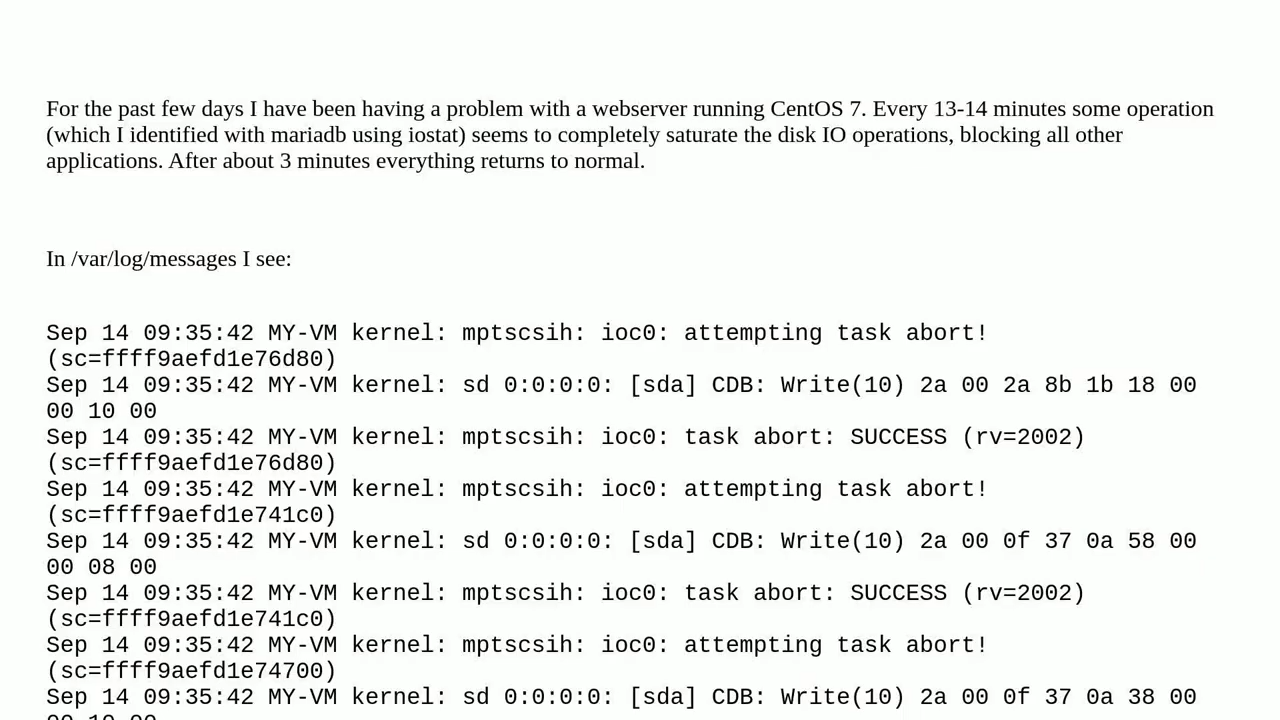 For the past few days I have been having a problem with a webserver running CentOS 7. Every 13-14 minutes some operation
(which I identified with mariadb using iostat) seems to completely saturate the disk IO operations, blocking all other
applications. After about 3 minutes everything returns to normal.
In /var/log/messages I see:
Sep 14 09:35:42 MY-VM kernel: mptscsih: ioc0: attempting task abort!
(sc=ffff9aefd1e76d80)
Sep 14 09:35:42 MY-VM kernel: sd 0:0:0:0: [sda] CDB: Write(10) 2a 00 2a 8b 1b 18 00
00 10 00
Sep 14 09:35:42 MY-VM kernel: mptscsih: ioc0: task abort: SUCCESS (rv=2002)
(sc=ffff9aefd1e76d80)
Sep 14 09:35:42 MY-VM kernel: mptscsih: ioc0: attempting task abort!
(sc=ffff9aefd1e741c0)
Sep 14 09:35:42 MY-VM kernel: sd 0:0:0:0: [sda] CDB: Write(10) 2a 00 0f 37 0a 58 00
00 08 00
Sep 14 09:35:42 MY-VM kernel: mptscsih: ioc0: task abort: SUCCESS (rv=2002)
(sc=ffff9aefd1e741c0)
Sep 14 09:35:42 MY-VM kernel: mptscsih: ioc0: attempting task abort!
(sc=ffff9aefd1e74700)
Sep 14 09:35:42 MY-VM kernel: sd 0:0:0:0: [sda] CDB: Write(10) 2a 00 0f 37 0a 38 00